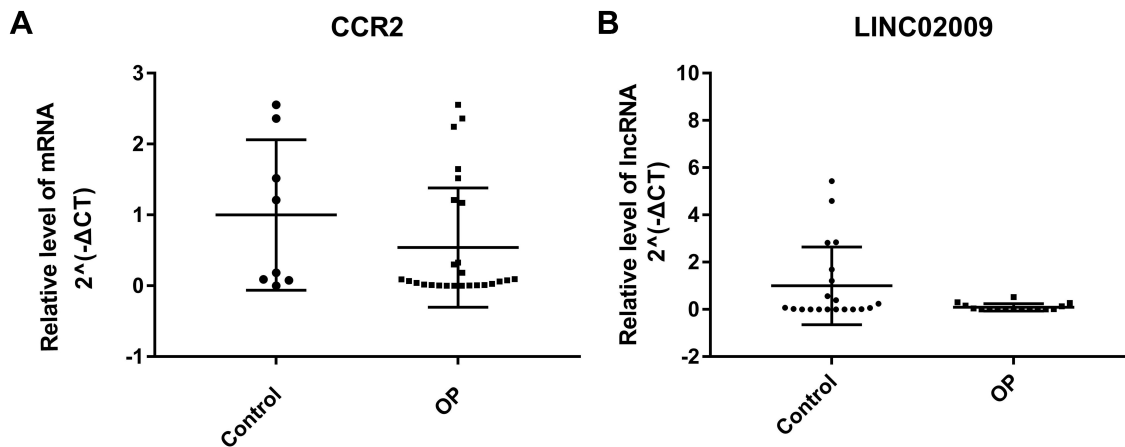 A
CCR2
Relative level of mRNA
2^(-ΔCT)
3
2
1
0
-1
Control
OP
B
LINC02009
Relative level of lncRNA
2^(-ΔCT)
10
8
6
4
2
0
-2
Control
OP